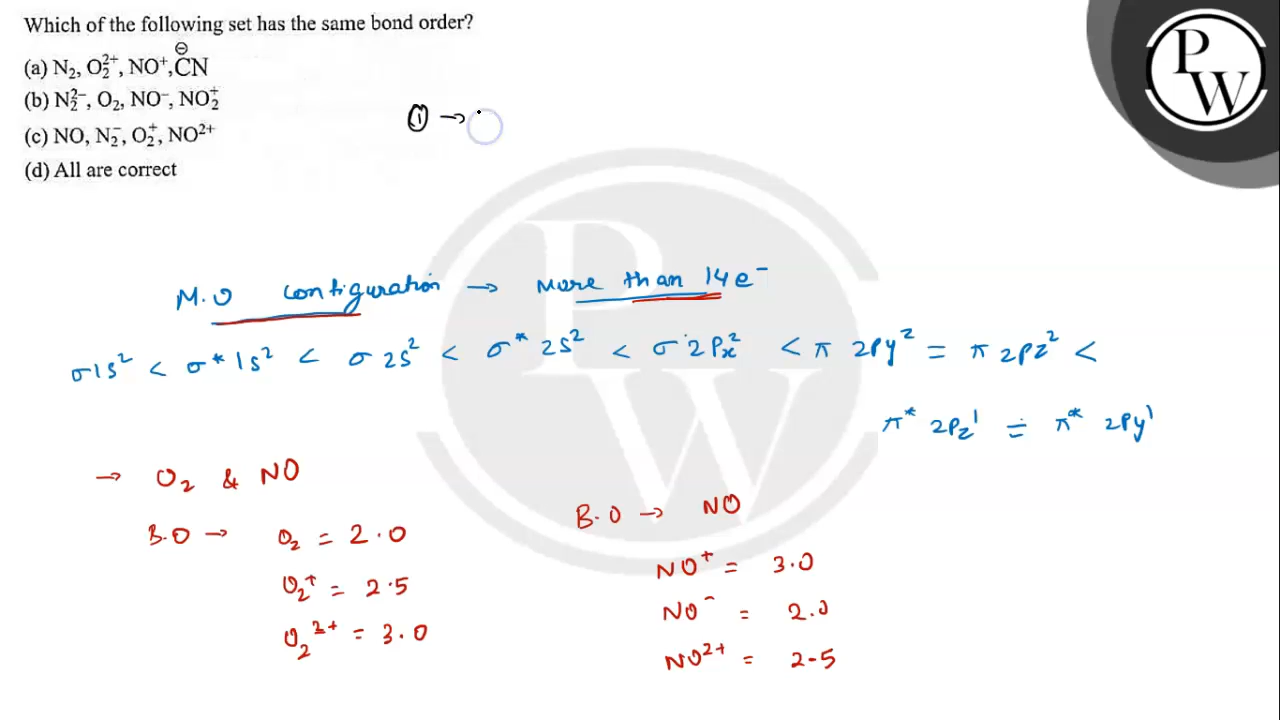 Which of the following set has the same bond order?
(a) N₂, O₂²⁺, NO⁺, C̊N⊖
(b) N₂²⁻, O₂, NO⁻, NO₂⁺
(c) NO, N₂⁻, O₂⁺, NO²⁺
(d) All are correct
① →
P
W
M.O configuration → More than 14e⁻
σ1s² < σ*1s² < σ2s² < σ*2s² < σ2Px² < π2Py² = π2Pz² <
π*2Pz¹ = π*2Py¹
→ O₂ & NO
B.O → O₂ = 2.0
O₂⁺ = 2.5
O₂²⁺ = 3.0
B.O → NO
NO⁺ = 3.0
NO⁻ = 2.0
NO²⁺ = 2-5